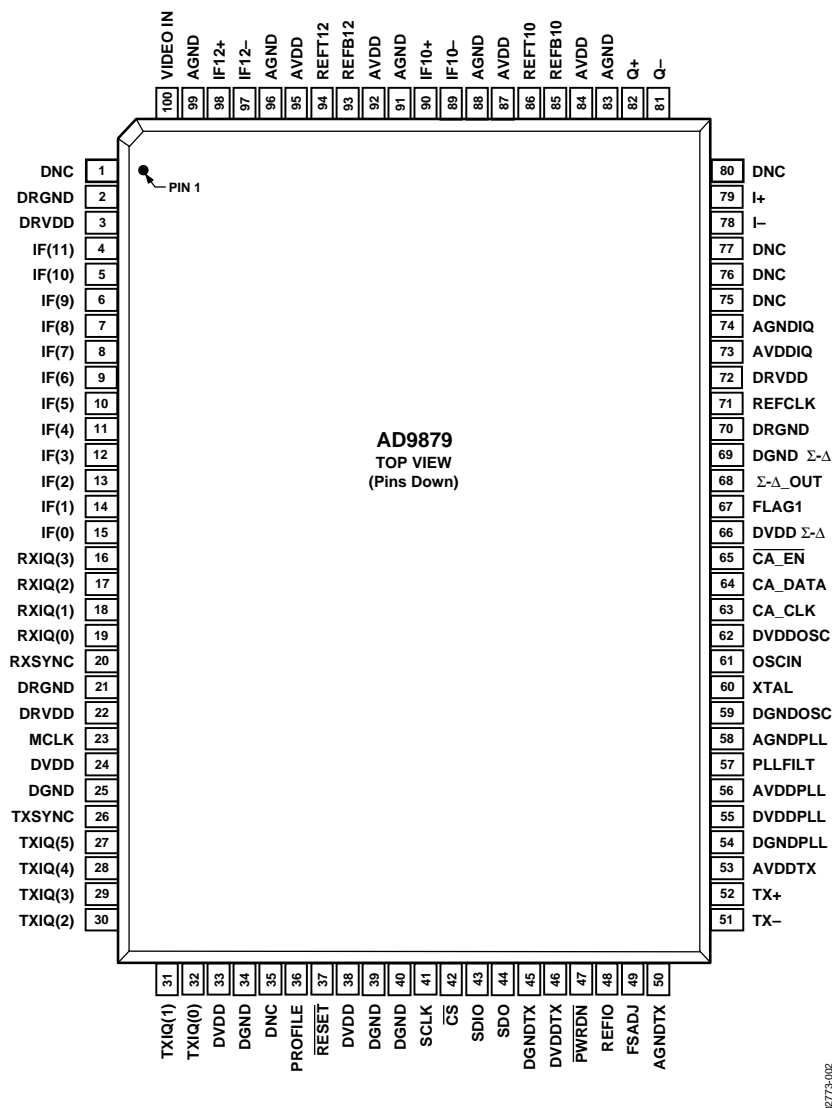 VIDEO IN
AGND
IF12+
IF12–
AGND
AVDD
REFT12
REFB12
AVDD
AGND
IF10+
IF10–
AGND
AVDD
REFT10
REFB10
AVDD
AGND
Q+
Q–
100 99 98 97 96 95 94 93 92 91 90 89 88 87 86 85 84 83 82 81
DNC 1
DRGND 2
DRVDD 3
IF(11) 4
IF(10) 5
IF(9) 6
IF(8) 7
IF(7) 8
IF(6) 9
IF(5) 10
IF(4) 11
IF(3) 12
IF(2) 13
IF(1) 14
IF(0) 15
RXIQ(3) 16
RXIQ(2) 17
RXIQ(1) 18
RXIQ(0) 19
RXSYNC 20
DRGND 21
DRVDD 22
MCLK 23
DVDD 24
DGND 25
TXSYNC 26
TXIQ(5) 27
TXIQ(4) 28
TXIQ(3) 29
TXIQ(2) 30
PIN 1
AD9879
TOP VIEW
(Pins Down)
80 DNC
79 I+
78 I–
77 DNC
76 DNC
75 DNC
74 AGNDIQ
73 AVDDIQ
72 DRVDD
71 REFCLK
70 DRGND
69 DGND Σ-Δ
68 Σ-Δ_OUT
67 FLAG1
66 DVDD Σ-Δ
65 CA_EN
64 CA_DATA
63 CA_CLK
62 DVDDOSC
61 OSCIN
60 XTAL
59 DGNDOSC
58 AGNDPLL
57 PLLFILT
56 AVDDPLL
55 DVDDPLL
54 DGNDPLL
53 AVDDTX
52 TX+
51 TX–
31 32 33 34 35 36 37 38 39 40 41 42 43 44 45 46 47 48 49 50
TXIQ(1)
TXIQ(0)
DVDD
DGND
DNC
PROFILE
RESET
DVDD
DGND
DGND
SCLK
CS
SDIO
SDO
DGNDTX
DVDDTX
PWRDN
REFIO
FSADJ
AGNDTX
02773-002